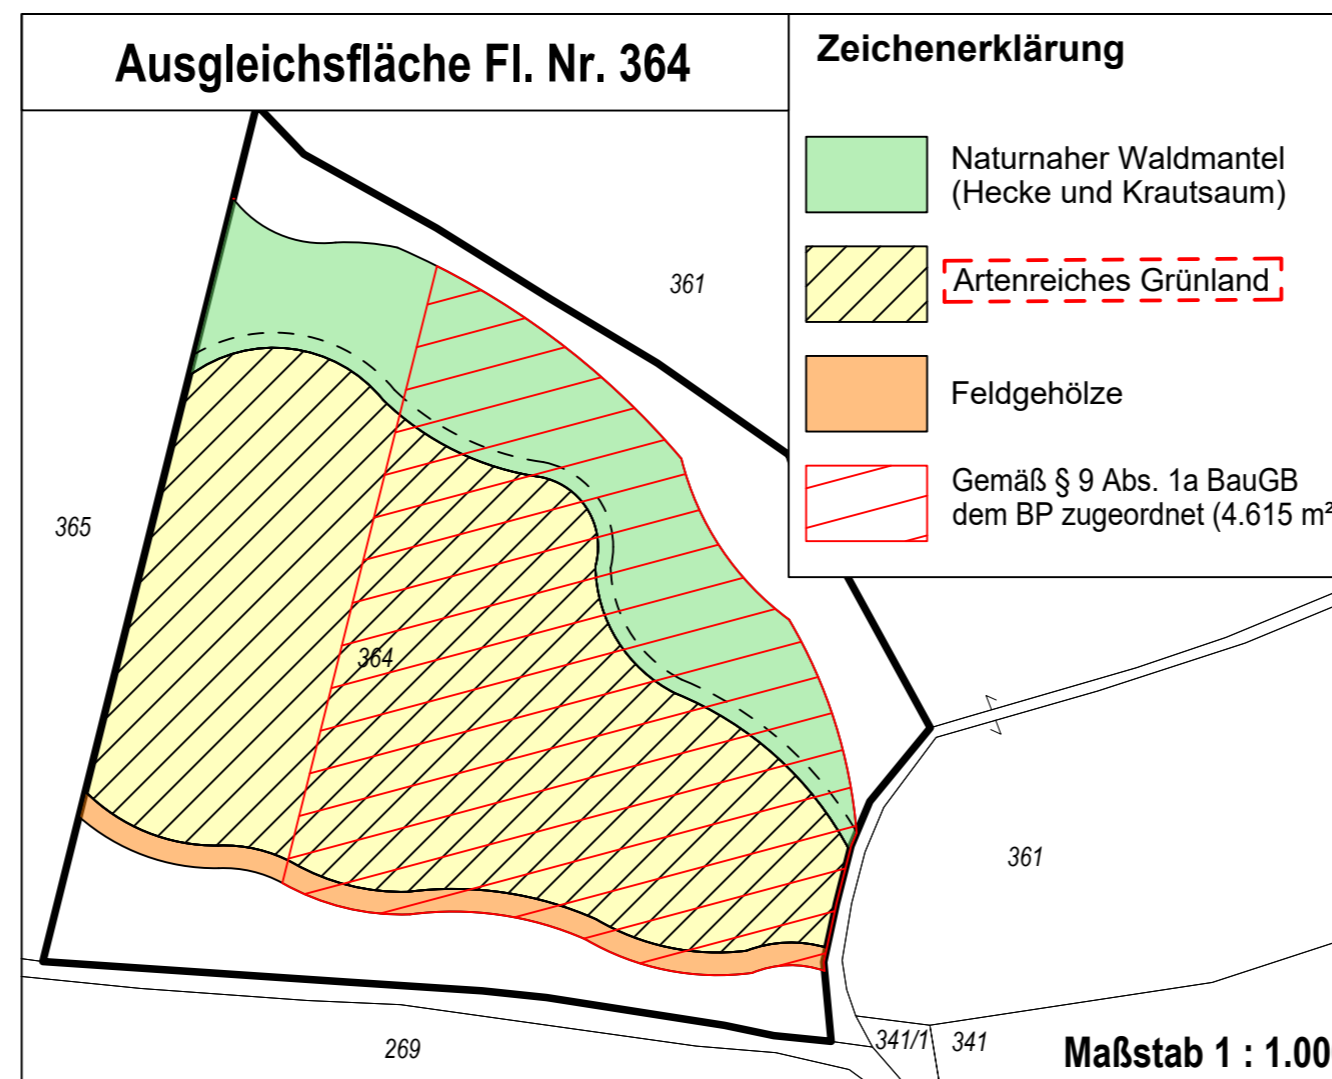 Ausgleichsfläche Fl. Nr. 364
Zeichenerklärung
Naturnaher Waldmantel
(Hecke und Krautsaum)
Artenreiches Grünland
Feldgehölze
Gemäß § 9 Abs. 1a BauGB
dem BP zugeordnet (4.615 m²
361
365
364
361
269
341/1
341
Maßstab 1 : 1.00